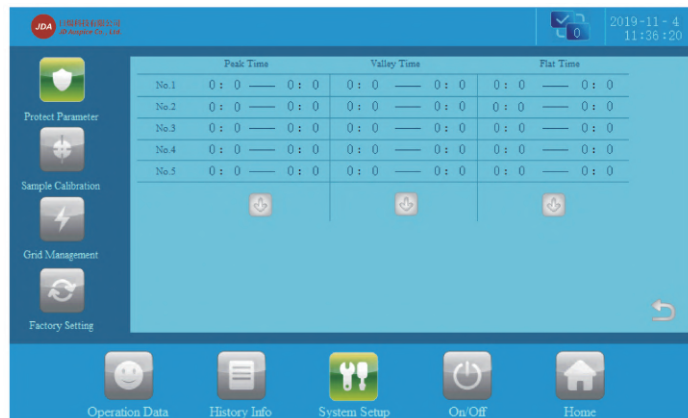 JDA
0
2019-11- 4
11:36:20
Peak Time Valley Time Flat Time
No.1 0: 0 — 0: 0 0: 0 — 0: 0 0: 0 — 0: 0
No.2 0: 0 — 0: 0 0: 0 — 0: 0 0: 0 — 0: 0
No.3 0: 0 — 0: 0 0: 0 — 0: 0 0: 0 — 0: 0
No.4 0: 0 — 0: 0 0: 0 — 0: 0 0: 0 — 0: 0
No.5 0: 0 — 0: 0 0: 0 — 0: 0 0: 0 — 0: 0
Protect Parameter
Sample Calibration
Grid Management
Factory Setting
Operation Data
History Info
System Setup
On/Off
Home